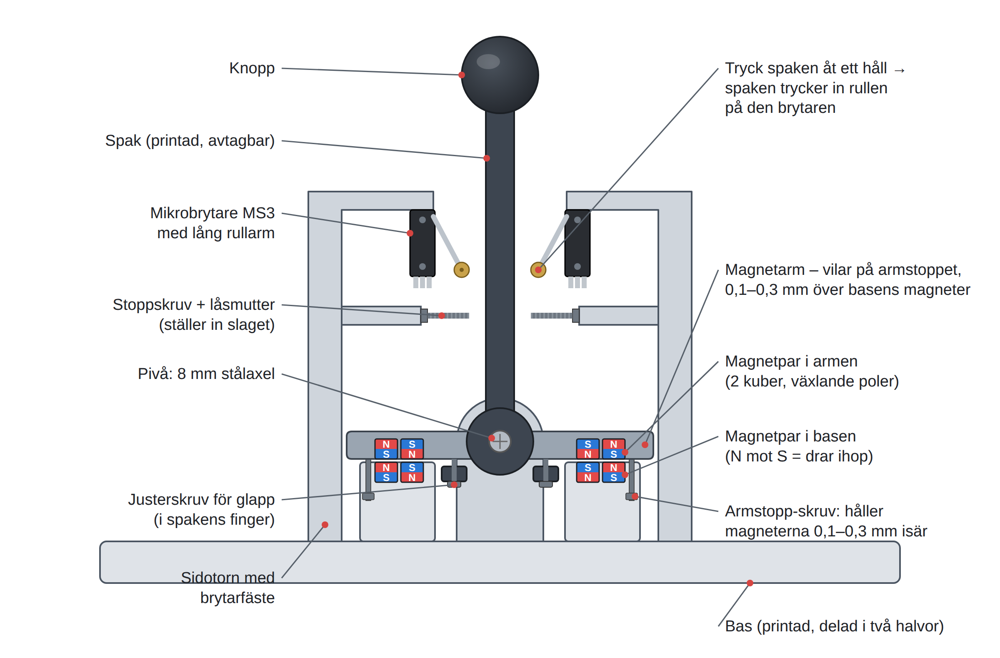 Knopp
Spak (printad, avtagbar)
Mikrobrytare MS3
med lång rullarm
Stoppskruv + låsmutter
(ställer in slaget)
Pivå: 8 mm stålaxel
Justerskruv för glapp
(i spakens finger)
Sidotorn med
brytarfäste
Tryck spaken åt ett håll →
spaken trycker in rullen
på den brytaren
Magnetarm – vilar på armstoppet,
0,1–0,3 mm över basens magneter
Magnetpar i armen
(2 kuber, växlande poler)
Magnetpar i basen
(N mot S = drar ihop)
Armstopp-skruv: håller
magneterna 0,1–0,3 mm isär
Bas (printad, delad i två halvor)
N S S N
S N N S
N S S N
S N N S